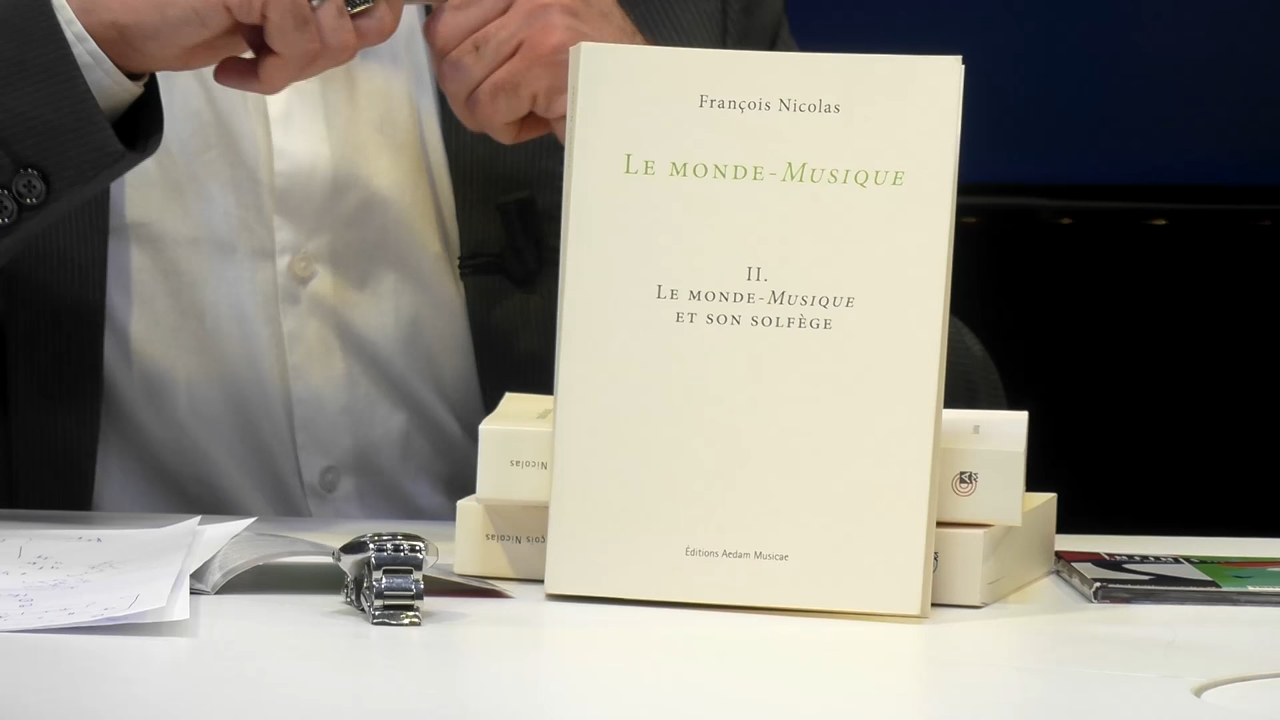 François Nicolas
LE MONDE-MUSIQUE
II.
LE MONDE-MUSIQUE
ET SON SOLFÈGE
Éditions Aedam Musicae
Nicolas
çois Nicolas